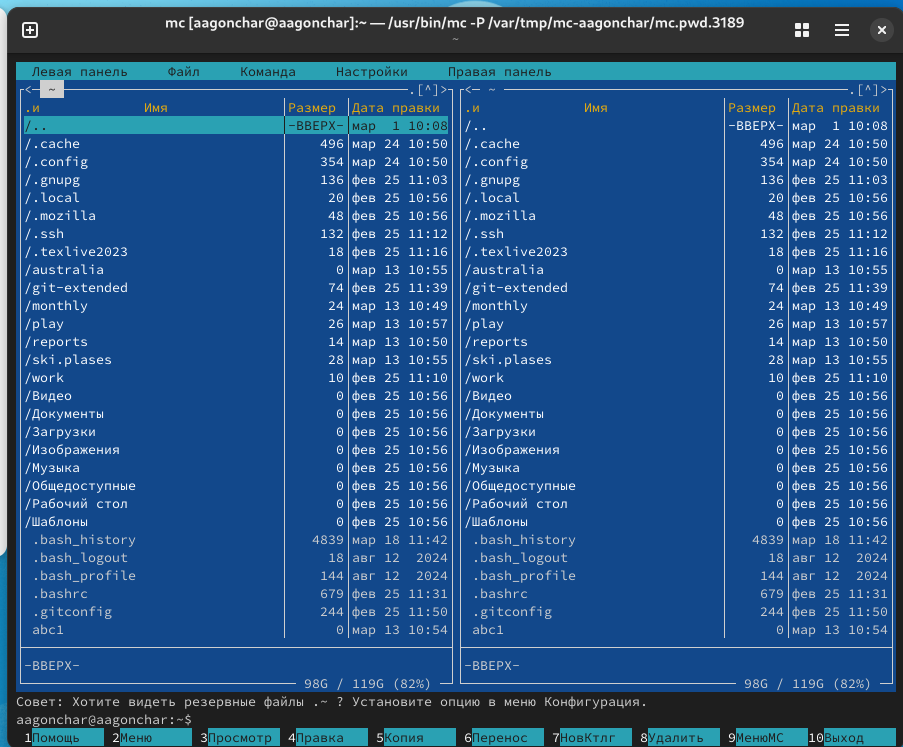 mc [aagonchar@aagonchar]:~ — /usr/bin/mc -P /var/tmp/mc-aagonchar/mc.pwd.3189
~
Левая панель Файл Команда Настройки Правая панель
<— ~ .[^]> <— ~ .[^]>
.и Имя Размер Дата правки .и Имя Размер Дата правки
/.. -ВВЕРХ- мар 1 10:08 /.. -ВВЕРХ- мар 1 10:08
/.cache 496 мар 24 10:50 /.cache 496 мар 24 10:50
/.config 354 мар 24 10:50 /.config 354 мар 24 10:50
/.gnupg 136 фев 25 11:03 /.gnupg 136 фев 25 11:03
/.local 20 фев 25 10:56 /.local 20 фев 25 10:56
/.mozilla 48 фев 25 10:56 /.mozilla 48 фев 25 10:56
/.ssh 132 фев 25 11:12 /.ssh 132 фев 25 11:12
/.texlive2023 18 фев 25 11:16 /.texlive2023 18 фев 25 11:16
/australia 0 мар 13 10:55 /australia 0 мар 13 10:55
/git-extended 74 фев 25 11:39 /git-extended 74 фев 25 11:39
/monthly 24 мар 13 10:49 /monthly 24 мар 13 10:49
/play 26 мар 13 10:57 /play 26 мар 13 10:57
/reports 14 мар 13 10:50 /reports 14 мар 13 10:50
/ski.plases 28 мар 13 10:55 /ski.plases 28 мар 13 10:55
/work 10 фев 25 11:10 /work 10 фев 25 11:10
/Видео 0 фев 25 10:56 /Видео 0 фев 25 10:56
/Документы 0 фев 25 10:56 /Документы 0 фев 25 10:56
/Загрузки 0 фев 25 10:56 /Загрузки 0 фев 25 10:56
/Изображения 0 фев 25 10:56 /Изображения 0 фев 25 10:56
/Музыка 0 фев 25 10:56 /Музыка 0 фев 25 10:56
/Общедоступные 0 фев 25 10:56 /Общедоступные 0 фев 25 10:56
/Рабочий стол 0 фев 25 10:56 /Рабочий стол 0 фев 25 10:56
/Шаблоны 0 фев 25 10:56 /Шаблоны 0 фев 25 10:56
.bash_history 4839 мар 18 11:42 .bash_history 4839 мар 18 11:42
.bash_logout 18 авг 12 2024 .bash_logout 18 авг 12 2024
.bash_profile 144 авг 12 2024 .bash_profile 144 авг 12 2024
.bashrc 679 фев 25 11:31 .bashrc 679 фев 25 11:31
.gitconfig 244 фев 25 11:50 .gitconfig 244 фев 25 11:50
abc1 0 мар 13 10:54 abc1 0 мар 13 10:54
-ВВЕРХ- -ВВЕРХ-
98G / 119G (82%) 98G / 119G (82%)
Совет: Хотите видеть резервные файлы .~ ? Установите опцию в меню Конфигурация.
aagonchar@aagonchar:~$
1Помощь 2Меню 3Просмотр 4Правка 5Копия 6Перенос 7НовКтлг 8Удалить 9МенюMC 10Выход